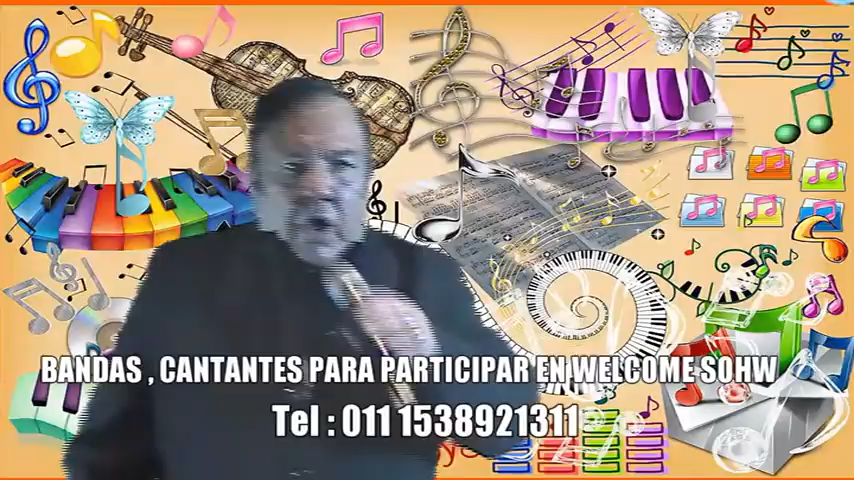 BANDAS , CANTANTES PARA PARTICIPAR EN WELCOME SOHW
Tel : 011 1538921311